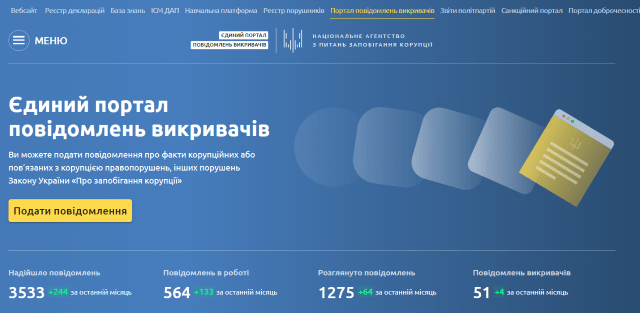 Вебсайт Реєстр декларацій База знань ІСМ ДАП Навчальна платформа Реєстр порушників Портал повідомлень викривачів Звіти політпартій Санкційний портал Портал доброчесності
МЕНЮ
ЄДИНИЙ ПОРТАЛ
ПОВІДОМЛЕНЬ ВИКРИВАЧІВ
НАЦІОНАЛЬНЕ АГЕНТСТВО
З ПИТАНЬ ЗАПОБІГАННЯ КОРУПЦІЇ
Єдиний портал
повідомлень викривачів
Ви можете подати повідомлення про факти корупційних або
пов'язаних з корупцією правопорушень, інших порушень
Закону України «Про запобігання корупції»
Подати повідомлення
Надійшло повідомлень
3533 +244 за останній місяць
Повідомлень в роботі
564 +133 за останній місяць
Розглянуто повідомлень
1275 +64 за останній місяць
Повідомлень викривачів
51 +4 за останній місяць